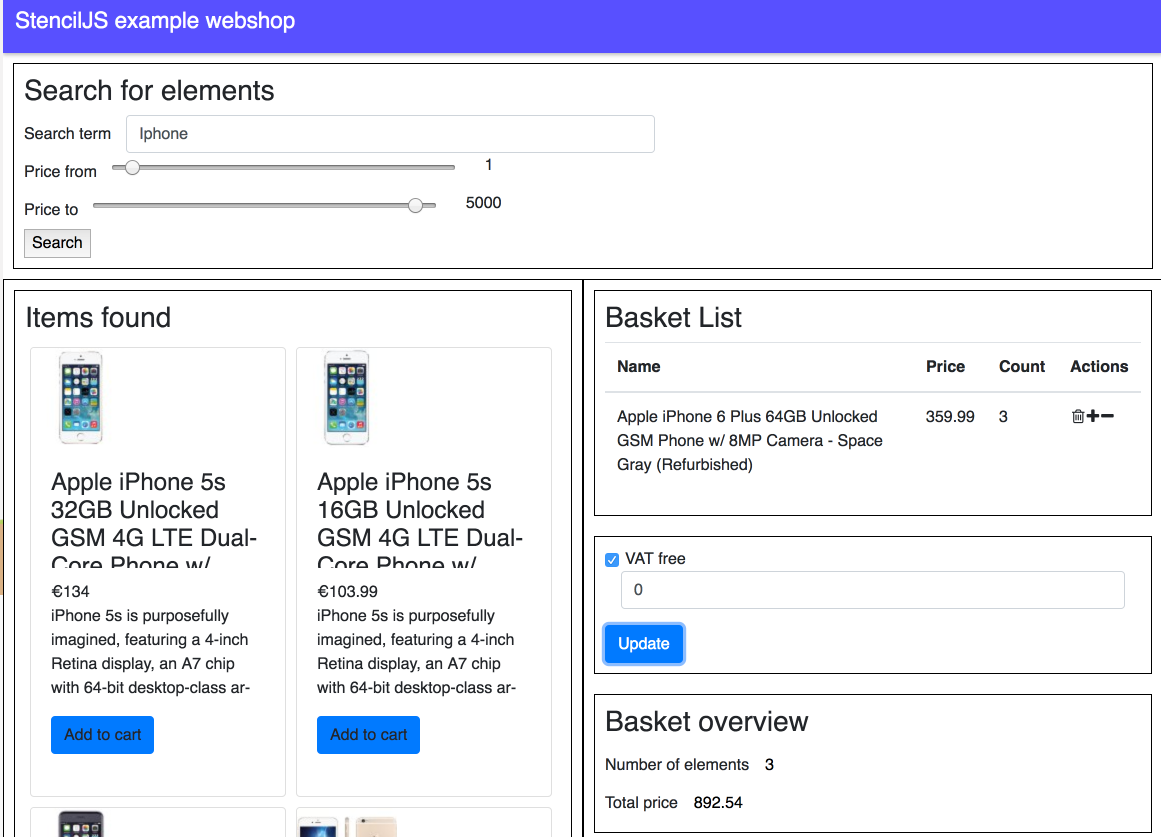 StencilJS example webshop
Search for elements
Search term
Iphone
Price from
1
Price to
5000
Search
Items found
Apple iPhone 5s
32GB Unlocked
GSM 4G LTE Dual-
Core Phone w/
€134
iPhone 5s is purposefully
imagined, featuring a 4-inch
Retina display, an A7 chip
with 64-bit desktop-class ar-
Add to cart
Apple iPhone 5s
16GB Unlocked
GSM 4G LTE Dual-
Core Phone w/
€103.99
iPhone 5s is purposefully
imagined, featuring a 4-inch
Retina display, an A7 chip
with 64-bit desktop-class ar-
Add to cart
Basket List
Name Price Count Actions
Apple iPhone 6 Plus 64GB Unlocked 359.99 3
GSM Phone w/ 8MP Camera - Space
Gray (Refurbished)
VAT free
0
Update
Basket overview
Number of elements 3
Total price 892.54